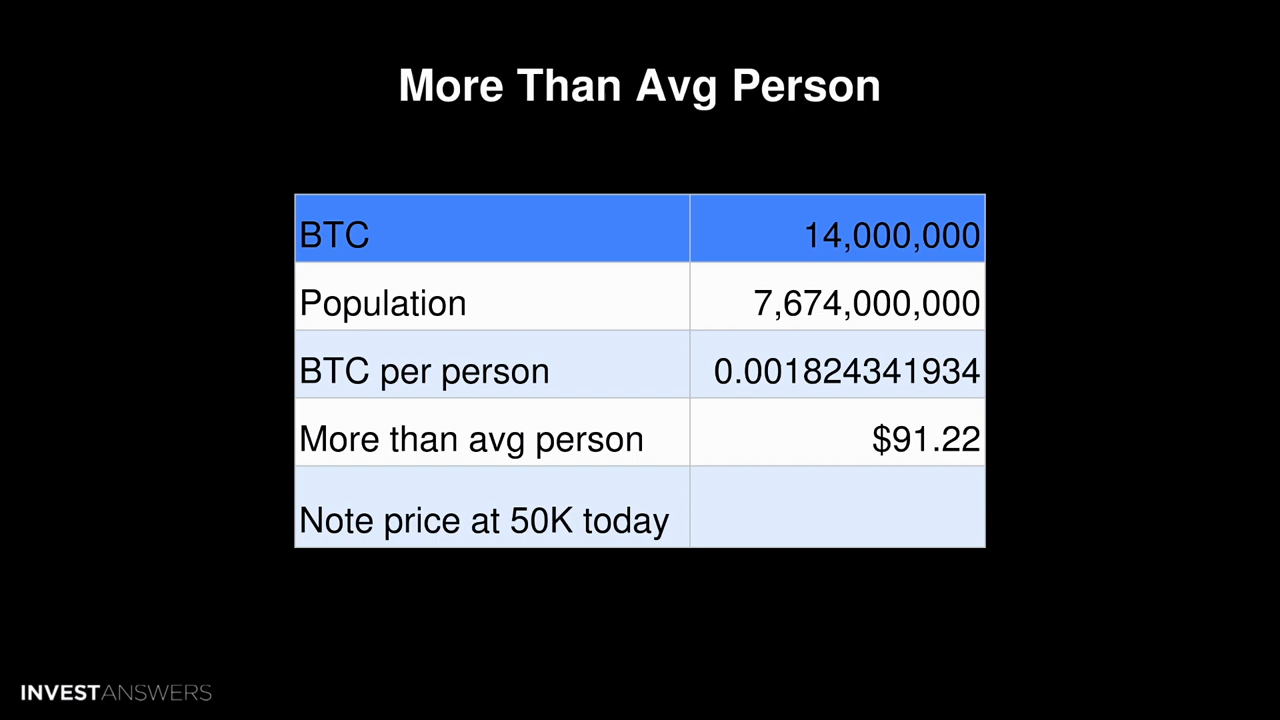 More Than Avg Person
BTC 14,000,000
Population 7,674,000,000
BTC per person 0.001824341934
More than avg person $91.22
Note price at 50K today
INVESTANSWERS